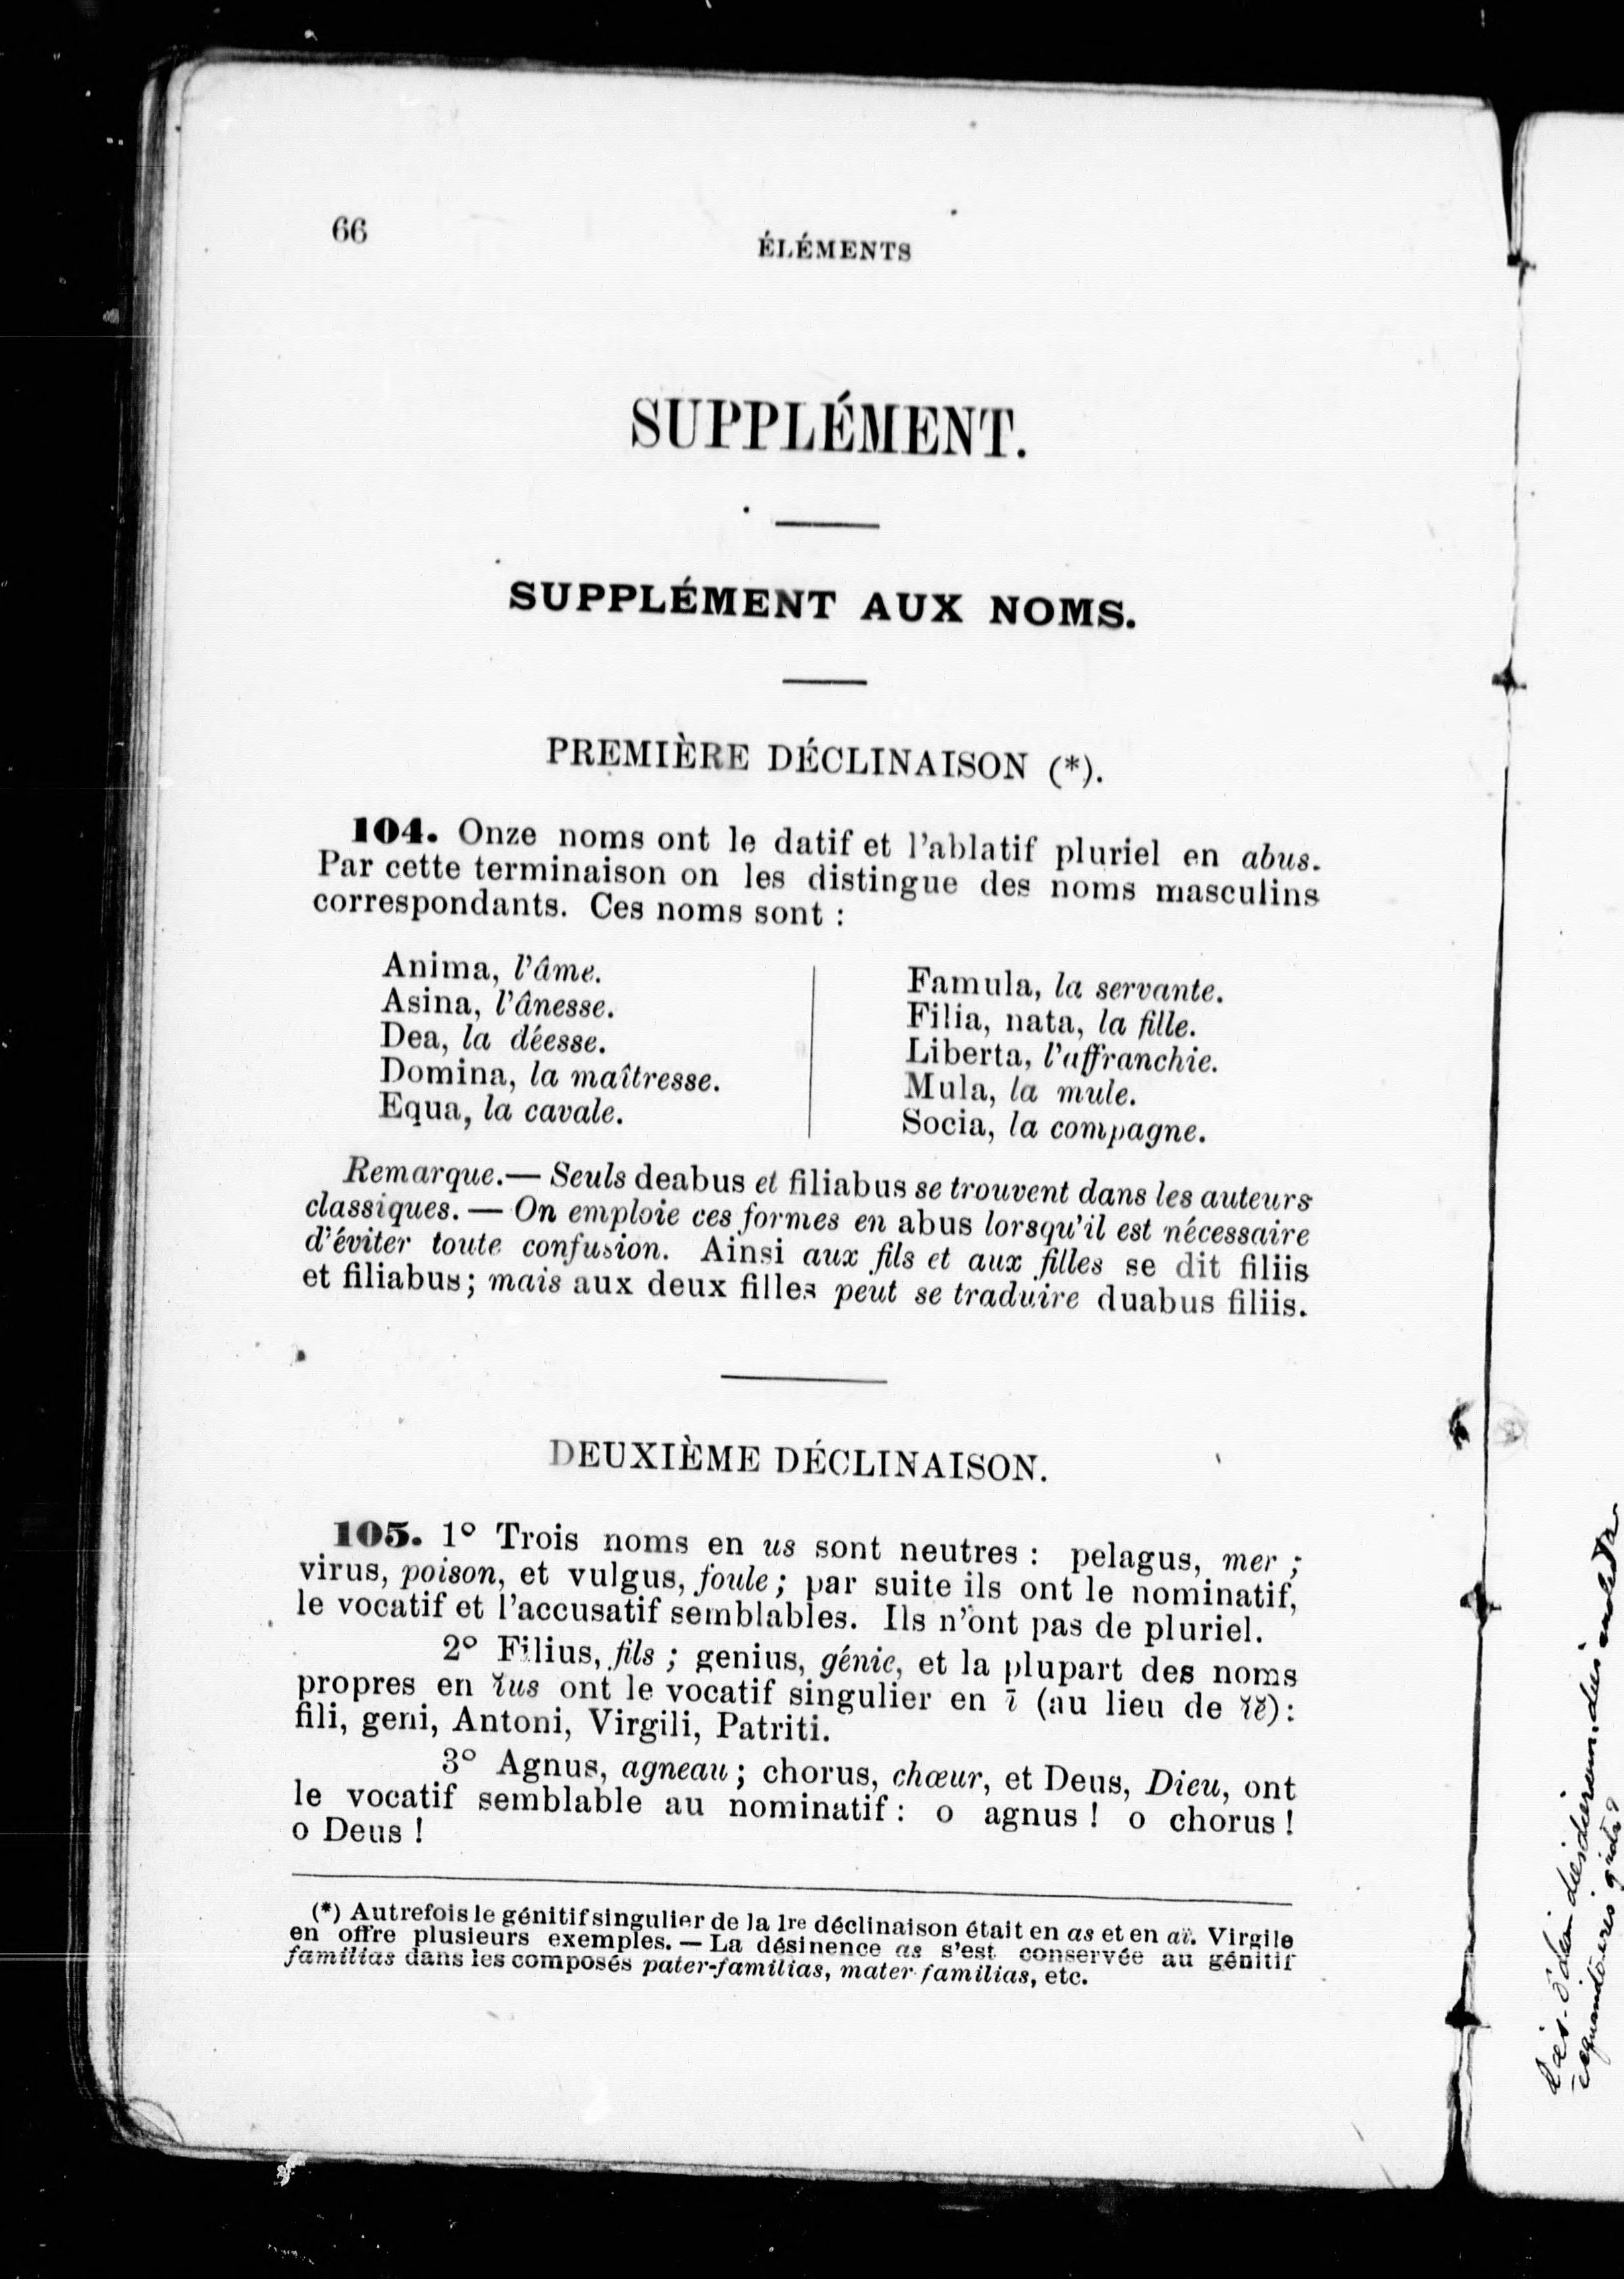 66
ÉLÉMENTS
SUPPLÉMENT.
SUPPLÉMENT AUX NOMS.
PREMIÈRE DÉCLINAISON (*).
104. Onze noms ont le datif et l'ablatif pluriel en abus.
Par cette terminaison on les distingue des noms masculins
correspondants. Ces noms sont :
Anima, l'âme.
Asina, l'ânesse.
Dea, la déesse.
Domina, la maîtresse.
Equa, la cavale.
Famula, la servante.
Filia, nata, la fille.
Liberta, l'affranchie.
Mula, la mule.
Socia, la compagne.
Remarque.— Seuls deabus et filiabus se trouvent dans les auteurs
classiques. — On emploie ces formes en abus lorsqu'il est nécessaire
d'éviter toute confusion. Ainsi aux fils et aux filles se dit filiis
et filiabus; mais aux deux filles peut se traduire duabus filiis.
DEUXIÈME DÉCLINAISON.
105. 1º Trois noms en us sont neutres : pelagus, mer ;
virus, poison, et vulgus, foule ; par suite ils ont le nominatif,
le vocatif et l'accusatif semblables. Ils n'ont pas de pluriel.
2º Filius, fils ; genius, génie, et la plupart des noms
propres en ĭus ont le vocatif singulier en ī (au lieu de ĭĕ):
fili, geni, Antoni, Virgili, Patriti.
3º Agnus, agneau ; chorus, chœur, et Deus, Dieu, ont
le vocatif semblable au nominatif : o agnus ! o chorus !
o Deus !
(*) Autrefois le génitif singulier de la 1re déclinaison était en as et en aï. Virgile
en offre plusieurs exemples. — La désinence as s'est conservée au génitif
familias dans les composés pater-familias, mater-familias, etc.